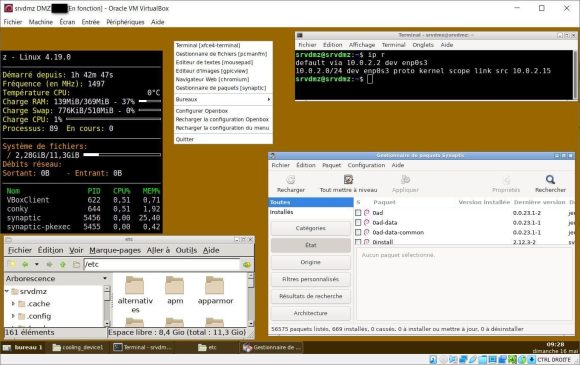 srvdmz DMZ [En fonction] - Oracle VM VirtualBox
Fichier Machine Écran Entrée Périphériques Aide
z - Linux 4.19.0
Démarré depuis: 1h 42m 47s
Fréquence (en MHz): 1497
Température CPU: 0°C
Charge RAM: 139MiB/369MiB - 37%
Charge Swap: 776KiB/510MiB - 0%
Charge CPU: 1%
Processus: 89 En cours: 0
Système de fichiers:
/ 2,28GiB/11,3GiB
Débits réseau:
Sortant: 0B - Entrant: 0B
Nom PID CPU% MEM%
VBoxClient 622 0,51 0,71
conky 644 0,51 1,92
synaptic 5456 0,00 25,40
synaptic-pkexec 5455 0,00 0,42
Terminal [xfce4-terminal]
Gestionnaire de fichiers [pcmanfm]
Editeur de textes [mousepad]
Editeur d'images [gpicview]
Navigateur Web [chromium]
Gestionnaire de paquets [synaptic]
Bureaux
Configurer Openbox
Recharger la configuration Openbox
Recharger la configuration du menu
Quitter
Terminal - srvdmz@srvdmz: ~
Fichier Édition Affichage Terminal Onglets Aide
srvdmz@srvdmz:~$ ip r
default via 10.0.2.2 dev enp0s3
10.0.2.0/24 dev enp0s3 proto kernel scope link src 10.0.2.15
srvdmz@srvdmz:~$
Gestionnaire de paquets Synaptic
Fichier Édition Paquet Configuration Aide
Recharger Tout mettre à niveau Appliquer Propriétés Rechercher
Toutes
Installés
Catégories
État
Origine
Filtres personnalisés
Résultats de recherche
Architecture
S Paquet Version installée Dernière version
0ad 0.0.23.1-2
0ad-data 0.0.23.1-1
0ad-data-common 0.0.23.1-1
0install 2.12.3-2
Aucun paquet sélectionné.
56575 paquets listés, 669 installés, 0 cassés. 0 à installer ou mettre à jour, 0 à désinstaller
etc
Fichier Édition Voir Marque-pages Aller à Outils Aide
/etc
Arborescence
srvdmz
.cache
.config
alternatives
apm
apparmor
161 éléments Espace libre : 8,4 Gio (total : 11,3 Gio)
bureau 1 cooling_device1 Terminal - srvdm... etc Gestionnaire de ...
09:28
dimanche 16 mai
CTRL DROITE